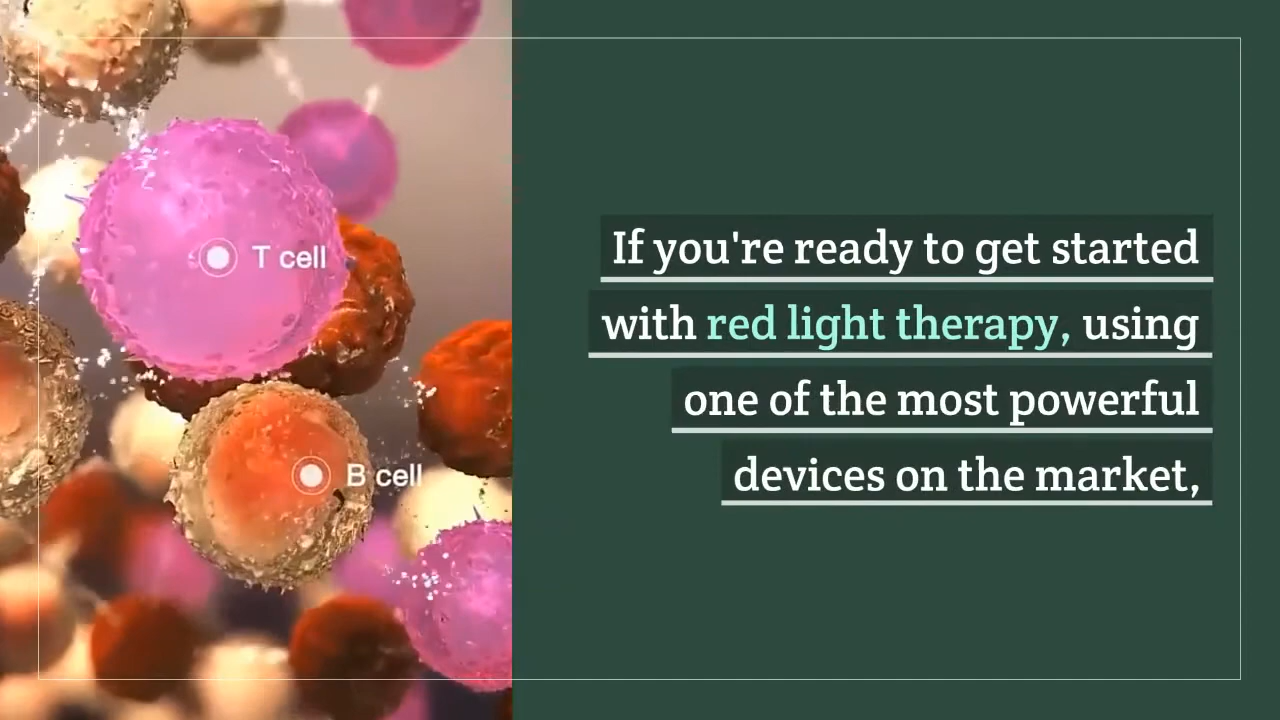 T cell
B cell
If you're ready to get started
with red light therapy, using
one of the most powerful
devices on the market,